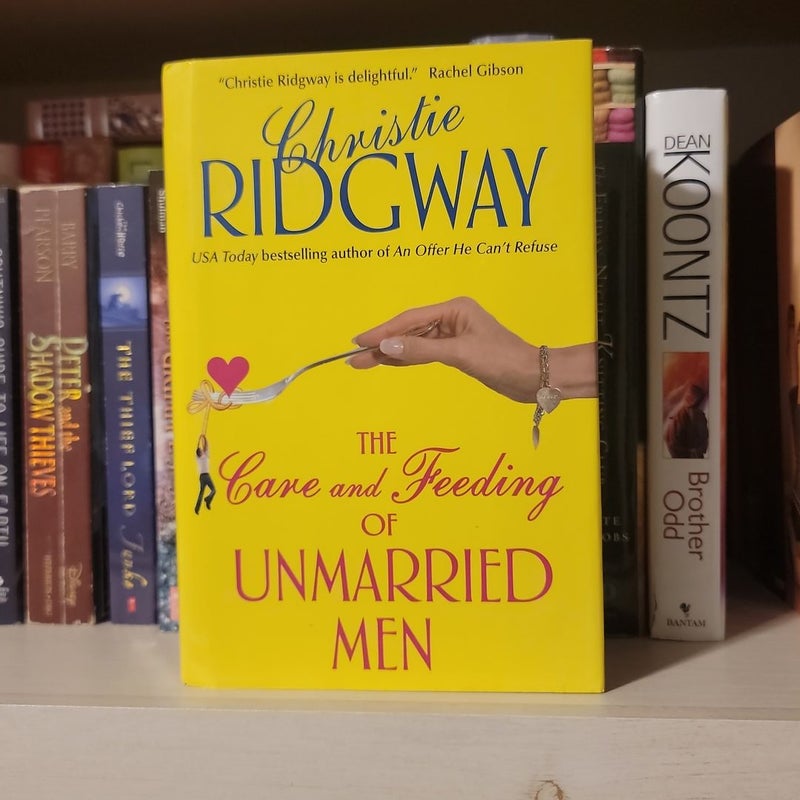 "Christie Ridgway is delightful." Rachel Gibson
Christie
RIDGWAY
USA Today bestselling author of An Offer He Can't Refuse
THE
Care and Feeding
OF
UNMARRIED
MEN
BARRY
PEARSON
PETER and the
SHADOW THIEVES
Disney
THE THIEF LORD
Funke
DEAN
KOONTZ
Brother
Odd
BANTAM